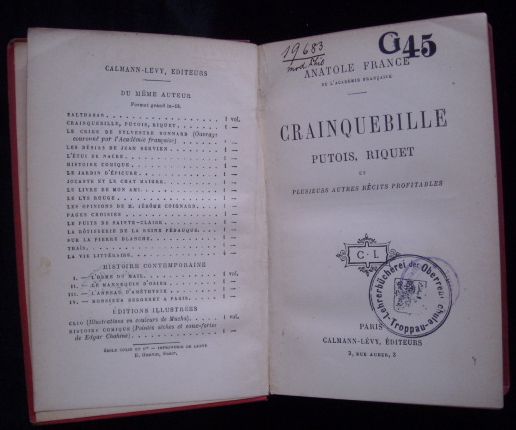 CALMANN-LÉVY, ÉDITEURS
DU MÊME AUTEUR
Format grand in-18.
BALTHASAR. 1 vol.
CRAINQUEBILLE, PUTOIS, RIQUET. 1 —
LE CRIME DE SYLVESTRE BONNARD (Ouvrage
couronné par l'Académie française) 1 —
LES DÉSIRS DE JEAN SERVIEN 1 —
L'ÉTUI DE NACRE. 1 —
HISTOIRE COMIQUE 1 —
LE JARDIN D'ÉPICURE 1 —
JOCASTE ET LE CHAT MAIGRE. 1 —
LE LIVRE DE MON AMI. 1 —
LE LYS ROUGE 1 —
LES OPINIONS DE M. JÉRÔME COIGNARD. 1 —
PAGES CHOISIES 1 —
LE PUITS DE SAINTE-CLAIRE. 1 —
LA RÔTISSERIE DE LA REINE PÉDAUQUE. 1 —
SUR LA PIERRE BLANCHE. 1 —
THAÏS. 1 —
LA VIE LITTÉRAIRE. —
HISTOIRE CONTEMPORAINE
I. — L'ORME DU MAIL. 1 vol.
II. — LE MANNEQUIN D'OSIER 1 —
III. — L'ANNEAU D'AMÉTHYSTE 1 —
IV. — MONSIEUR BERGERET A PARIS. 1 —
ÉDITIONS ILLUSTRÉES
CLIO (Illustrations en couleurs de Mucha). 1 vol.
HISTOIRE COMIQUE (Pointes sèches et eaux-fortes
de Edgar Chahine) 1 —
19683
G45
ANATOLE FRANCE
DE L'ACADÉMIE FRANÇAISE
CRAINQUEBILLE
PUTOIS, RIQUET
ET
PLUSIEURS AUTRES RÉCITS PROFITABLES
C·L
Lehrerbücherei der Oberrealschule
Troppau
PARIS
CALMANN-LÉVY, ÉDITEURS
3, RUE AUBER, 3